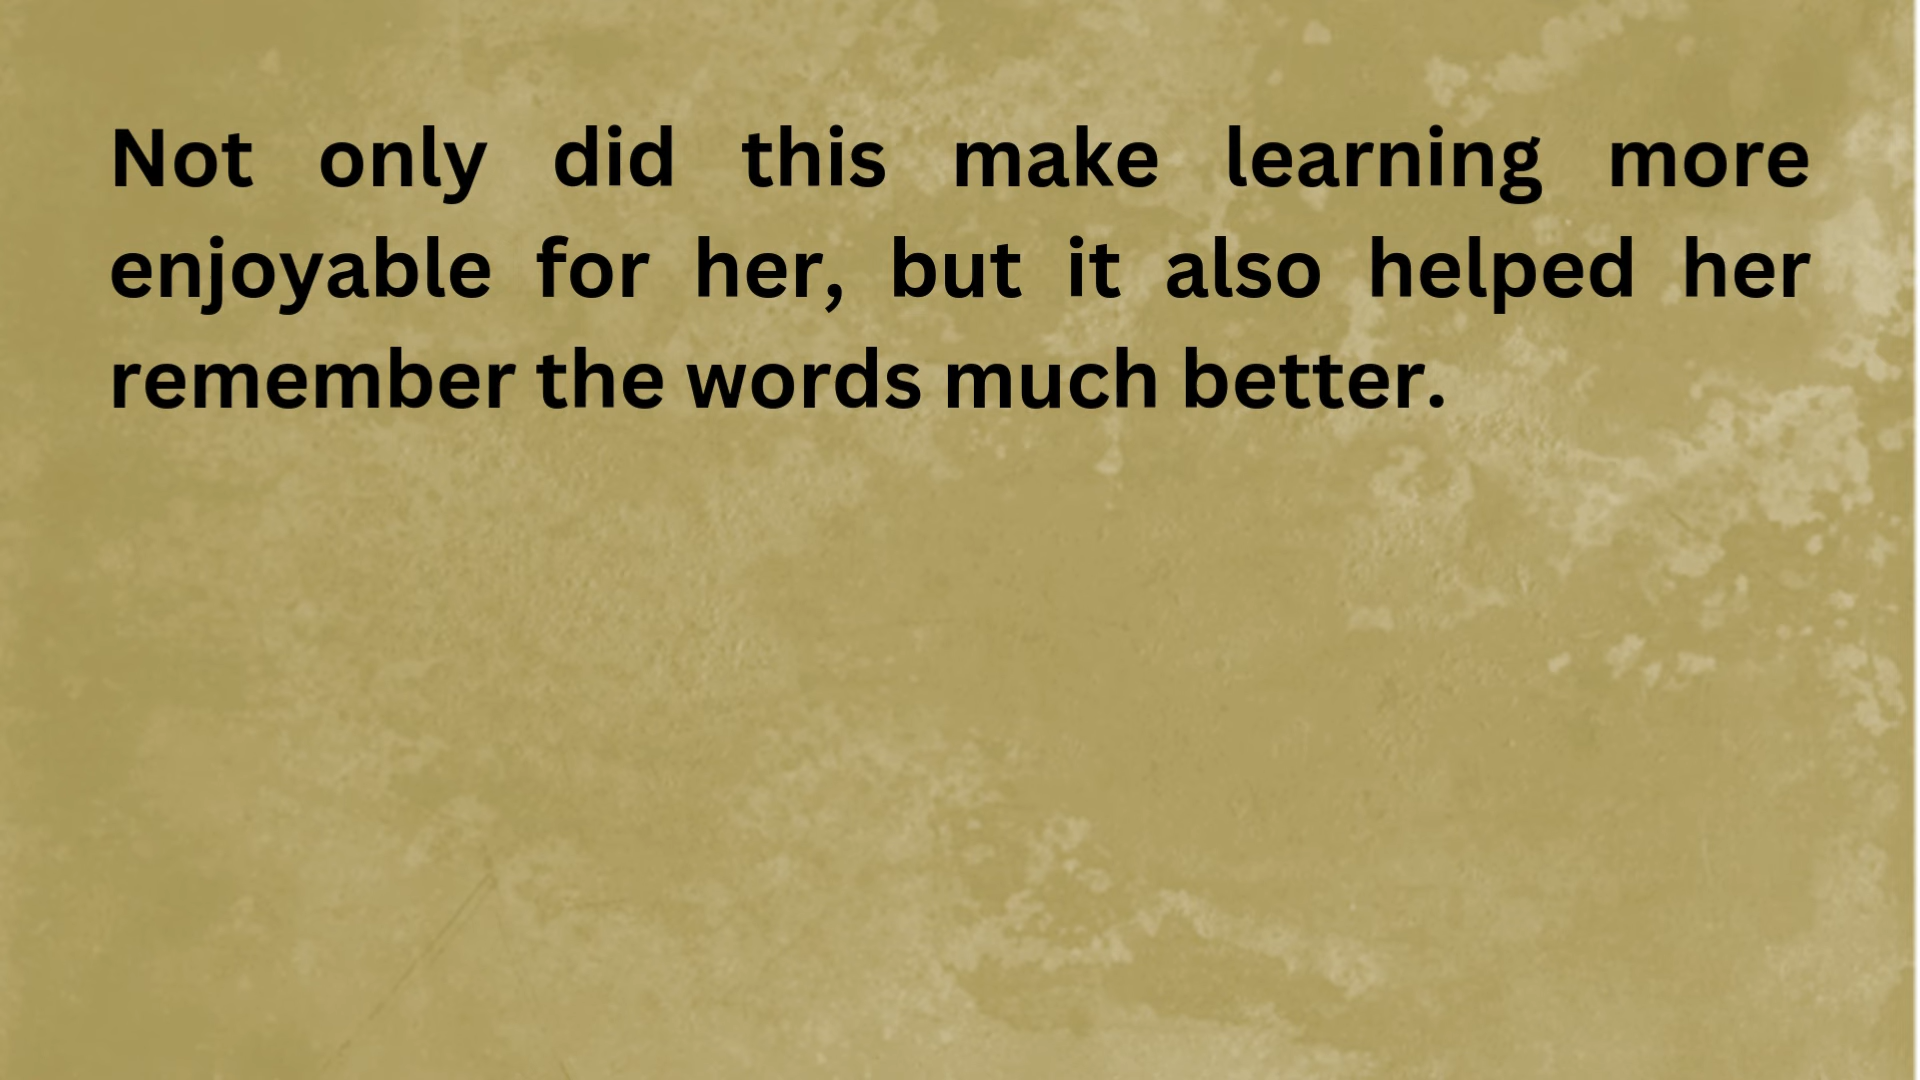 Not only did this make learning more
enjoyable for her, but it also helped her
remember the words much better.